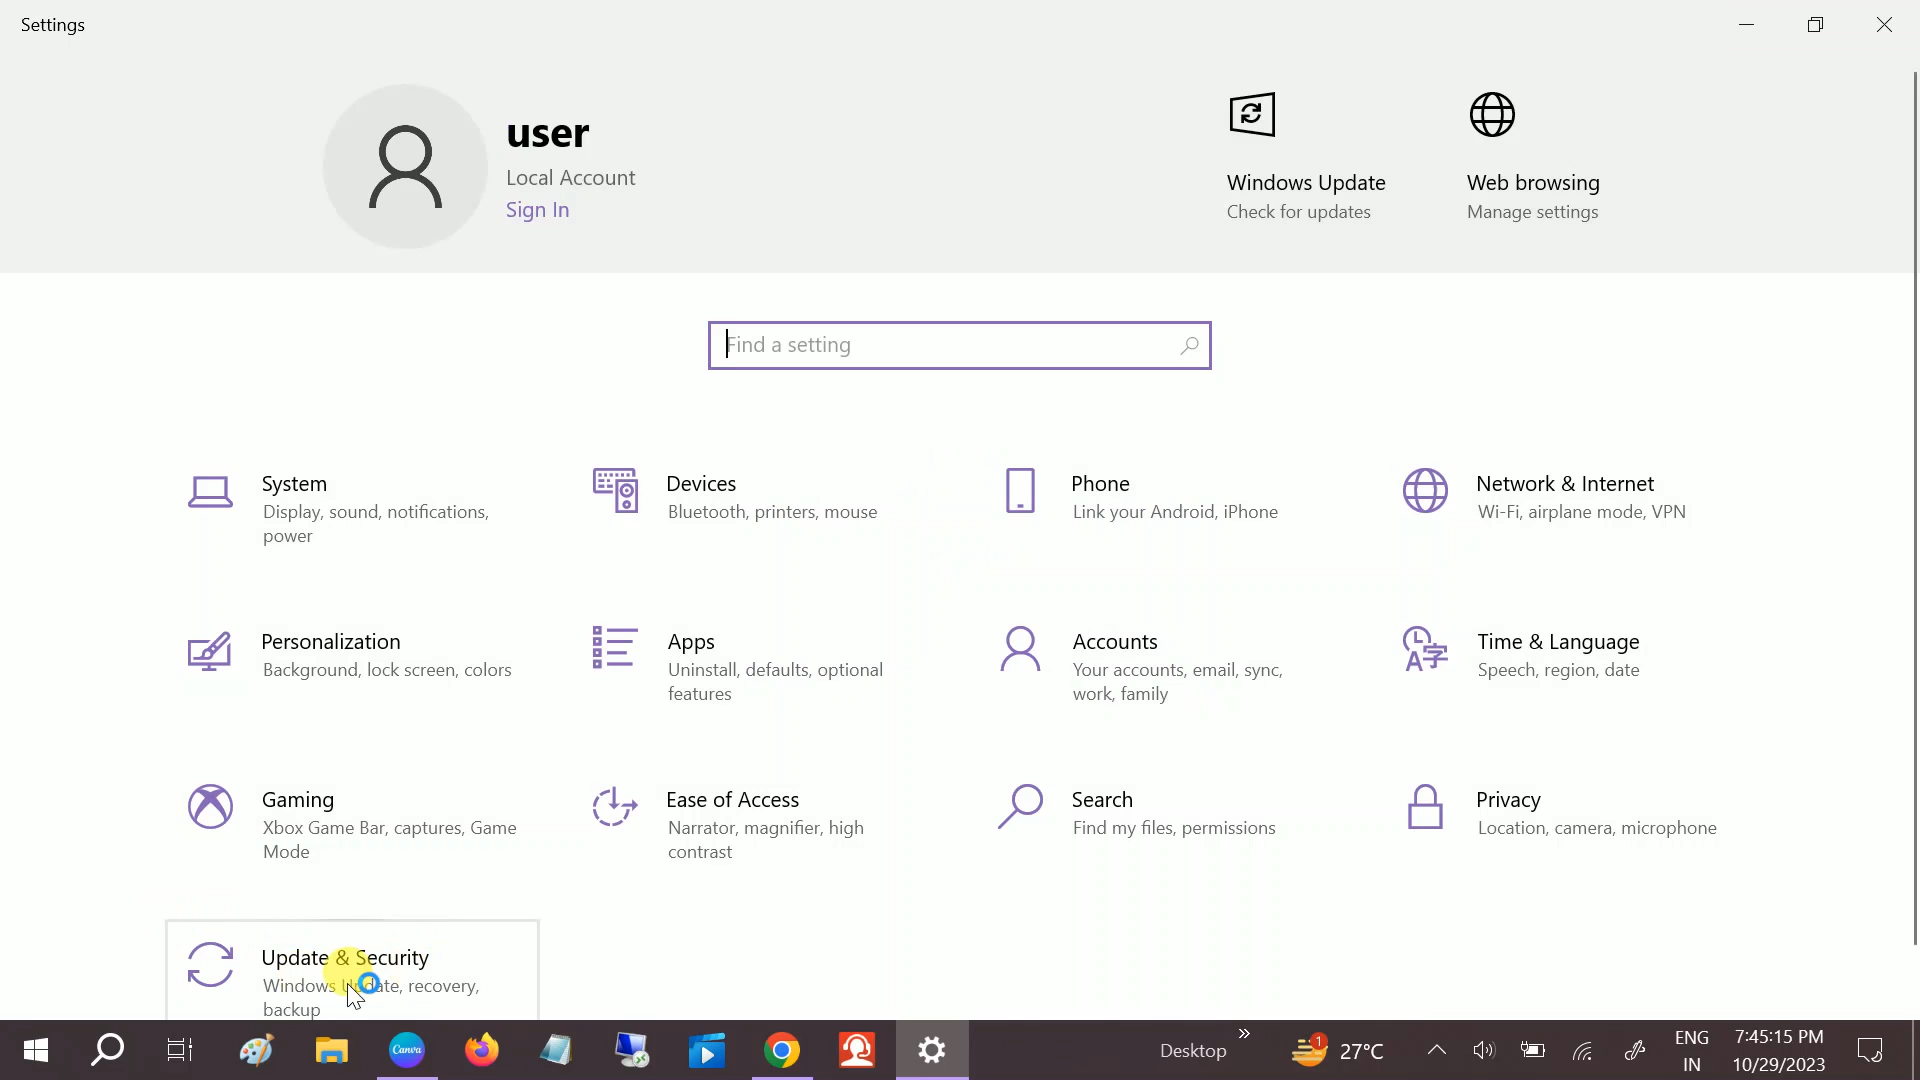 Settings
user
Local Account
Sign In
Windows Update
Check for updates
Web browsing
Manage settings
Find a setting
System
Display, sound, notifications,
power
Devices
Bluetooth, printers, mouse
Phone
Link your Android, iPhone
Network & Internet
Wi-Fi, airplane mode, VPN
Personalization
Background, lock screen, colors
Apps
Uninstall, defaults, optional
features
Accounts
Your accounts, email, sync,
work, family
Time & Language
Speech, region, date
Gaming
Xbox Game Bar, captures, Game
Mode
Ease of Access
Narrator, magnifier, high
contrast
Search
Find my files, permissions
Privacy
Location, camera, microphone
Update & Security
Windows Update, recovery,
backup
Canva
Desktop
1
27°C
ENG
IN
7:45:15 PM
10/29/2023